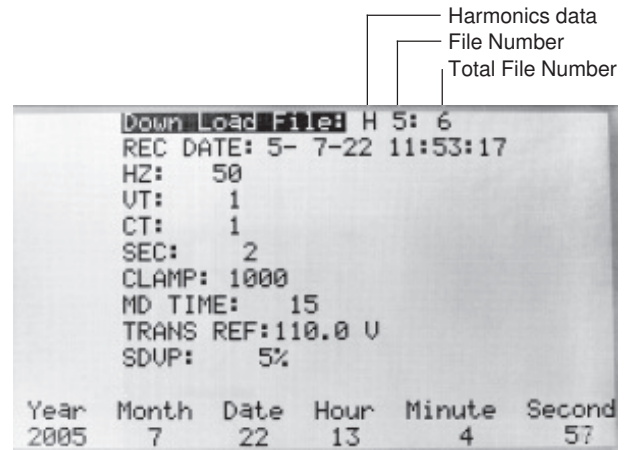 Harmonics data
File Number
Total File Number
Down Load File: H 5: 6
REC DATE: 5- 7-22 11:53:17
HZ: 50
VT: 1
CT: 1
SEC: 2
CLAMP: 1000
MD TIME: 15
TRANS REF:110.0 V
SDVP: 5%
Year Month Date Hour Minute Second
2005 7 22 13 4 57